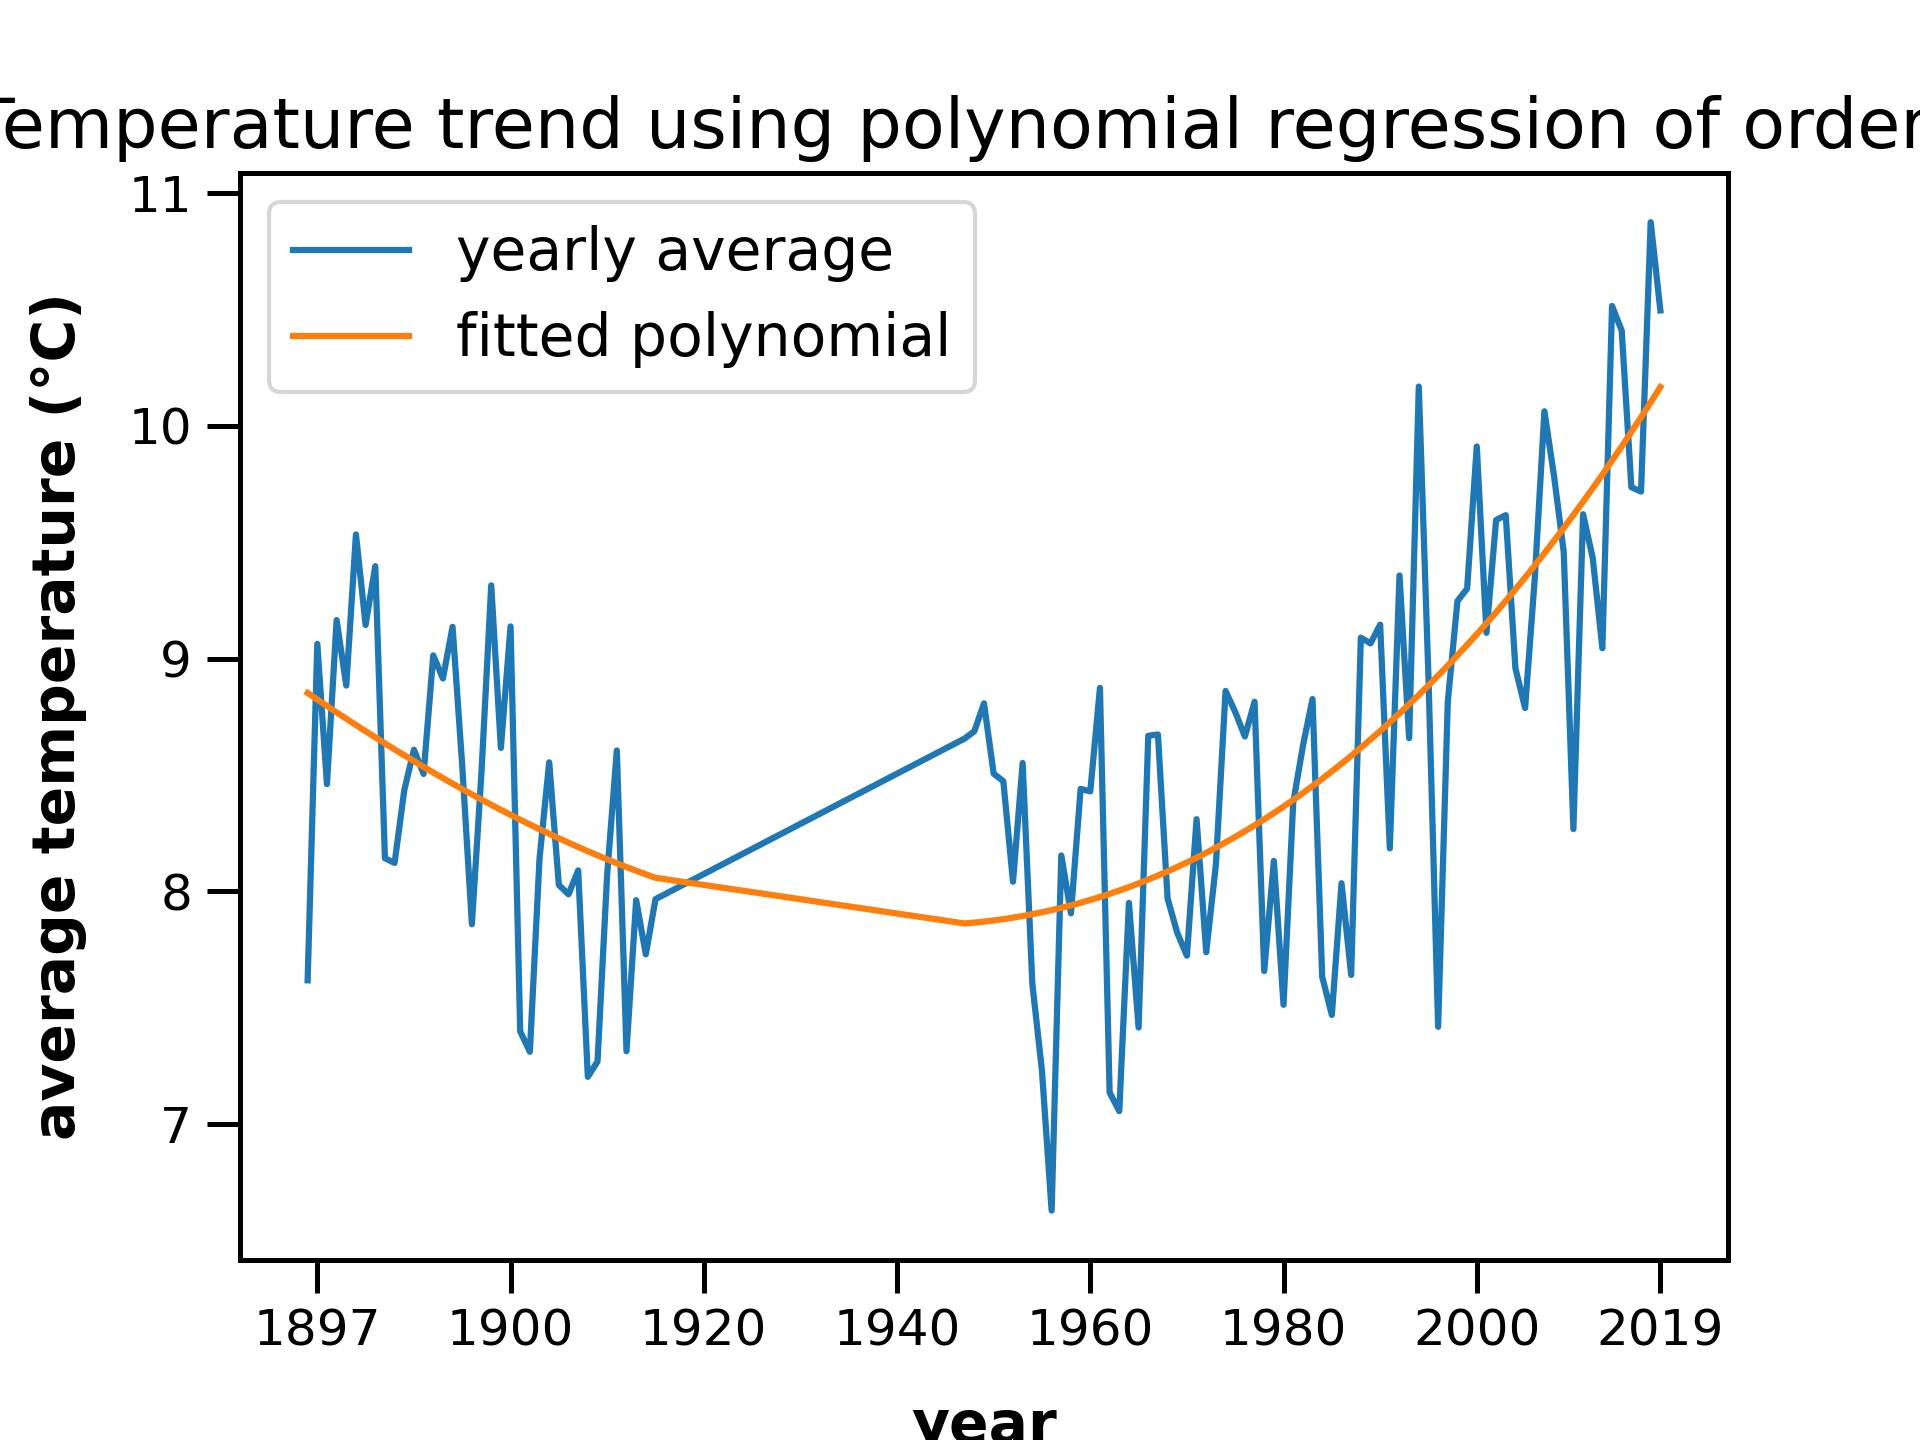 Temperature trend using polynomial regression of order
11
yearly average
fitted polynomial
10
9
8
7
average temperature (°C)
1897 1900 1920 1940 1960 1980 2000 2019
year